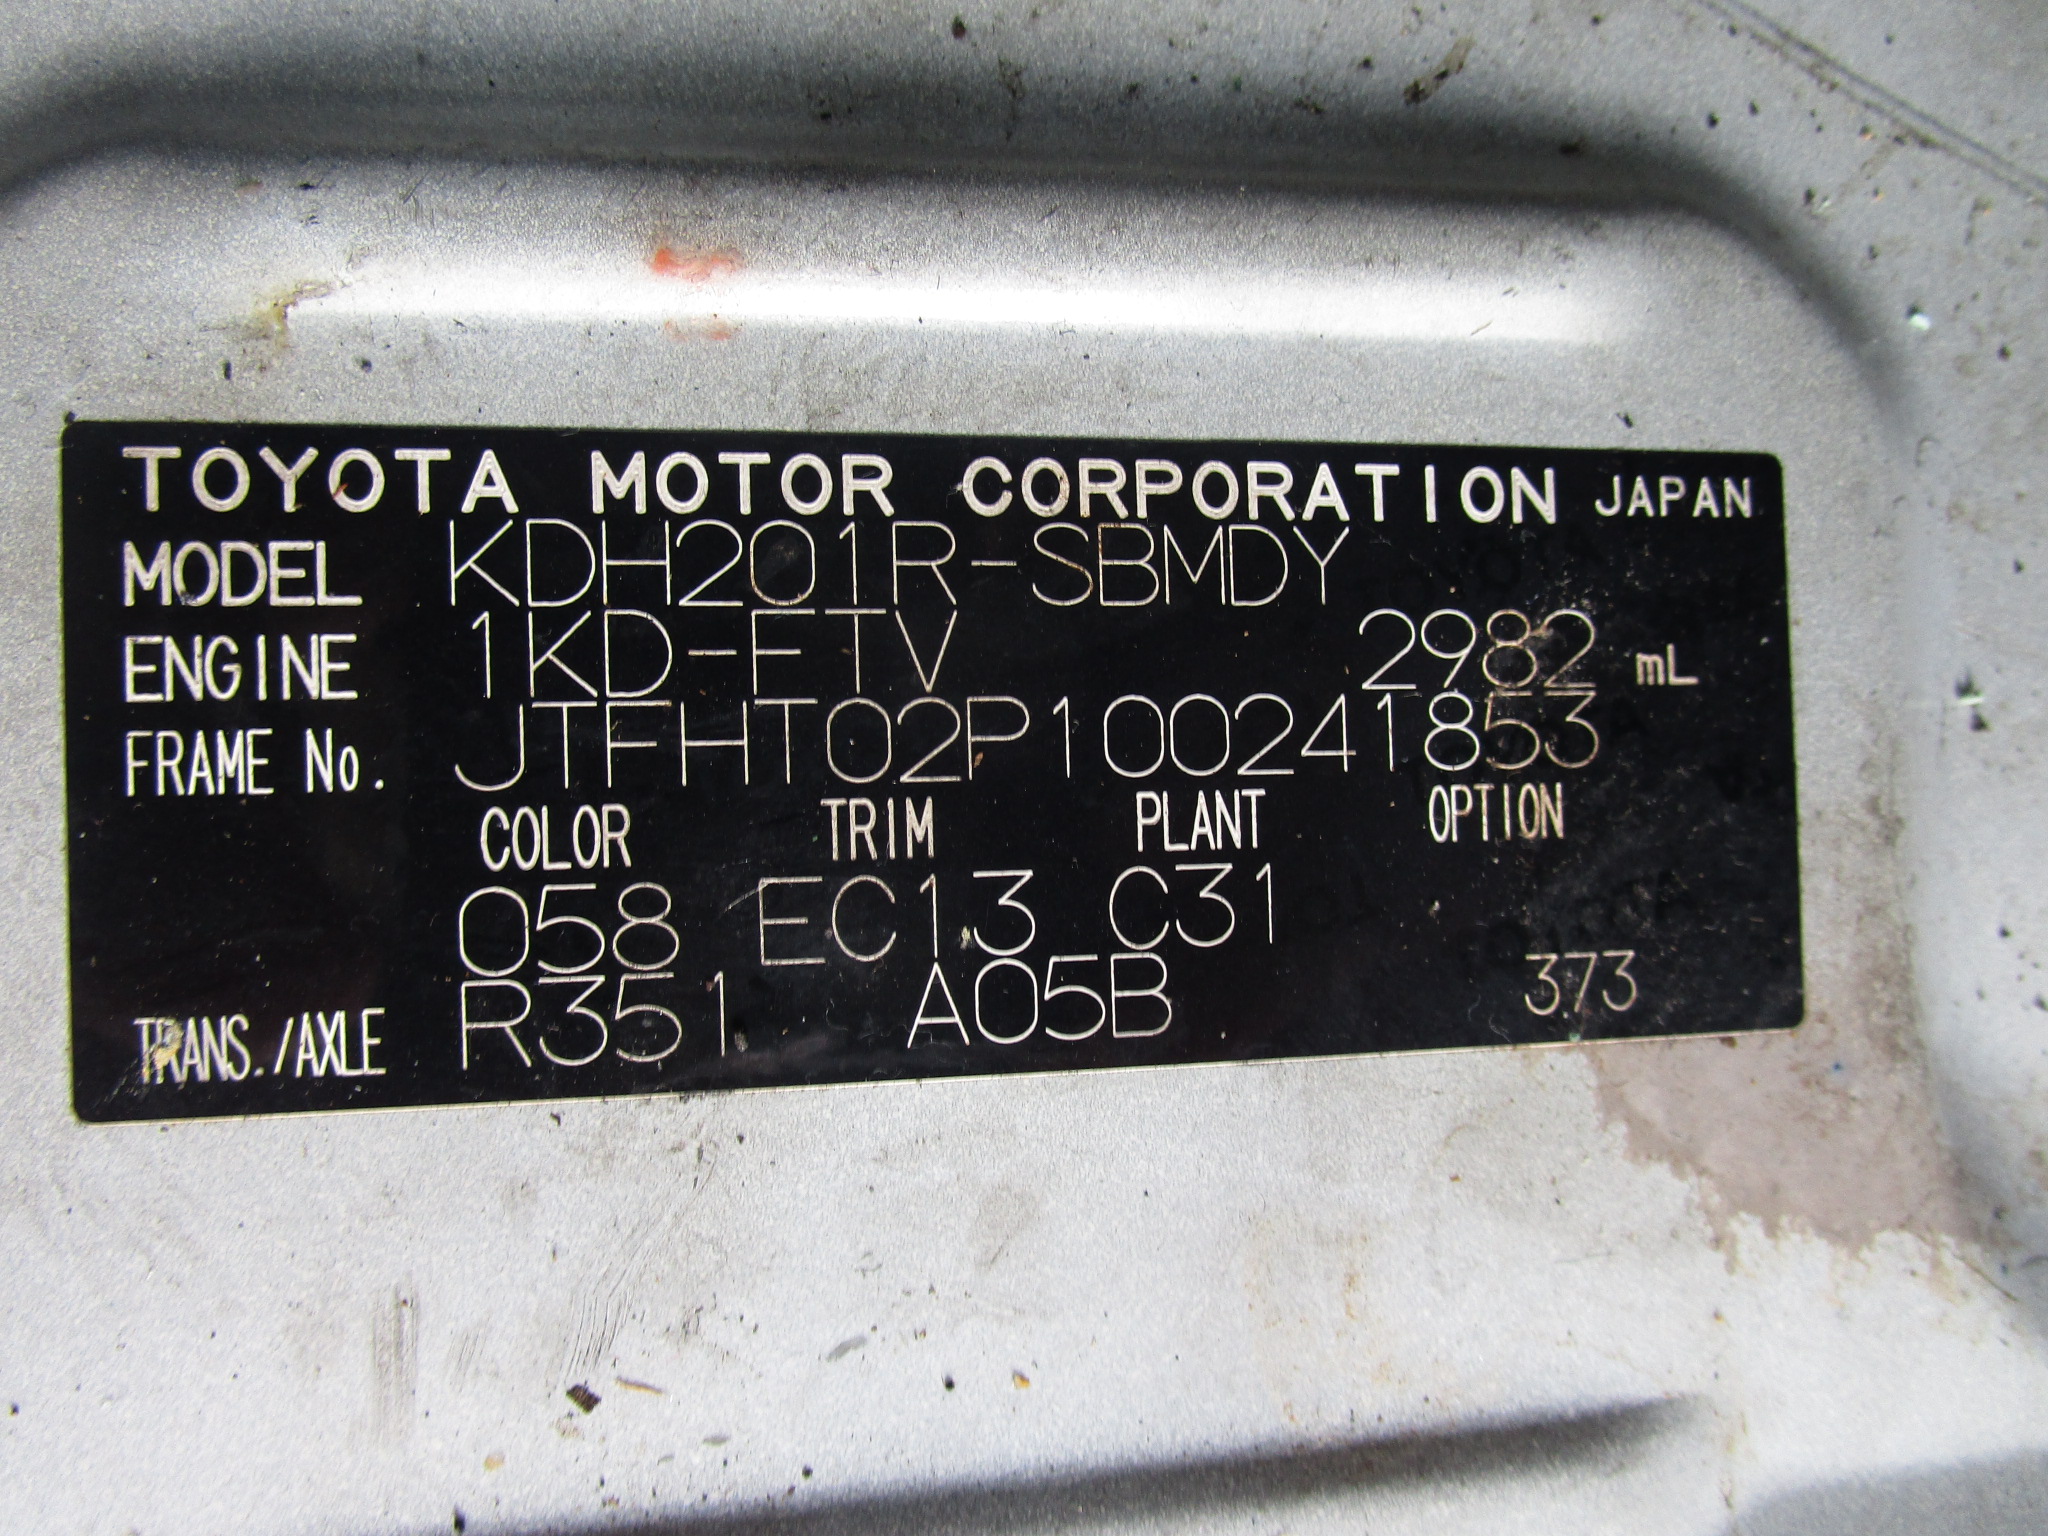 TOYOTA MOTOR CORPORATION JAPAN
MODEL KDH201R-SBMDY
ENGINE 1KD-FTV 2982 mL
FRAME No. JTFHT02P100241853
COLOR TRIM PLANT OPTION
058 EC13 C31
TRANS./AXLE R351 A05B 373